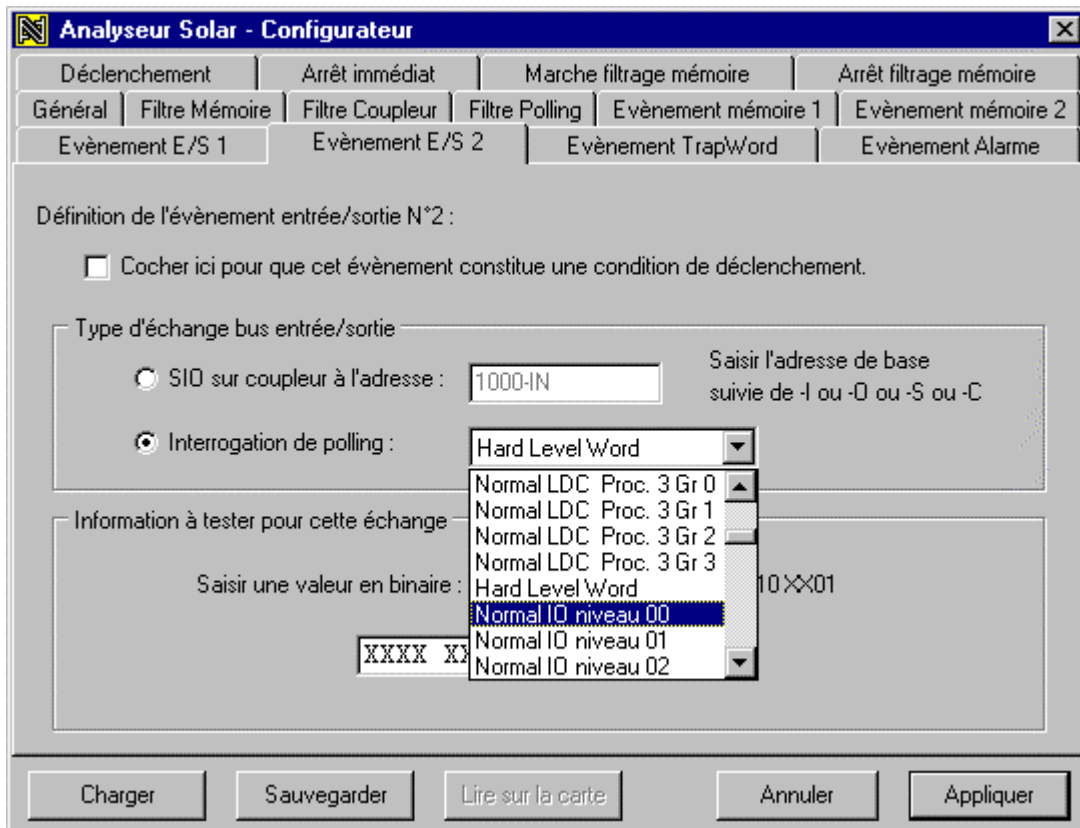 Analyseur Solar - Configurateur
Déclenchement
Arrêt immédiat
Marche filtrage mémoire
Arrêt filtrage mémoire
Général
Filtre Mémoire
Filtre Coupleur
Filtre Polling
Evènement mémoire 1
Evènement mémoire 2
Evènement E/S 1
Evènement E/S 2
Evènement TrapWord
Evènement Alarme
Définition de l'évènement entrée/sortie N°2 :
Cocher ici pour que cet évènement constitue une condition de déclenchement.
Type d'échange bus entrée/sortie
SIO sur coupleur à l'adresse :
1000-IN
Saisir l'adresse de base
suivie de -I ou -O ou -S ou -C
Interrogation de polling :
Hard Level Word
Normal LDC Proc. 3 Gr 0
Normal LDC Proc. 3 Gr 1
Normal LDC Proc. 3 Gr 2
Normal LDC Proc. 3 Gr 3
Hard Level Word
Normal IO niveau 00
Normal IO niveau 01
Normal IO niveau 02
Information à tester pour cette échange
Saisir une valeur en binaire :
10XX01
XXXX XX
Charger
Sauvegarder
Lire sur la carte
Annuler
Appliquer